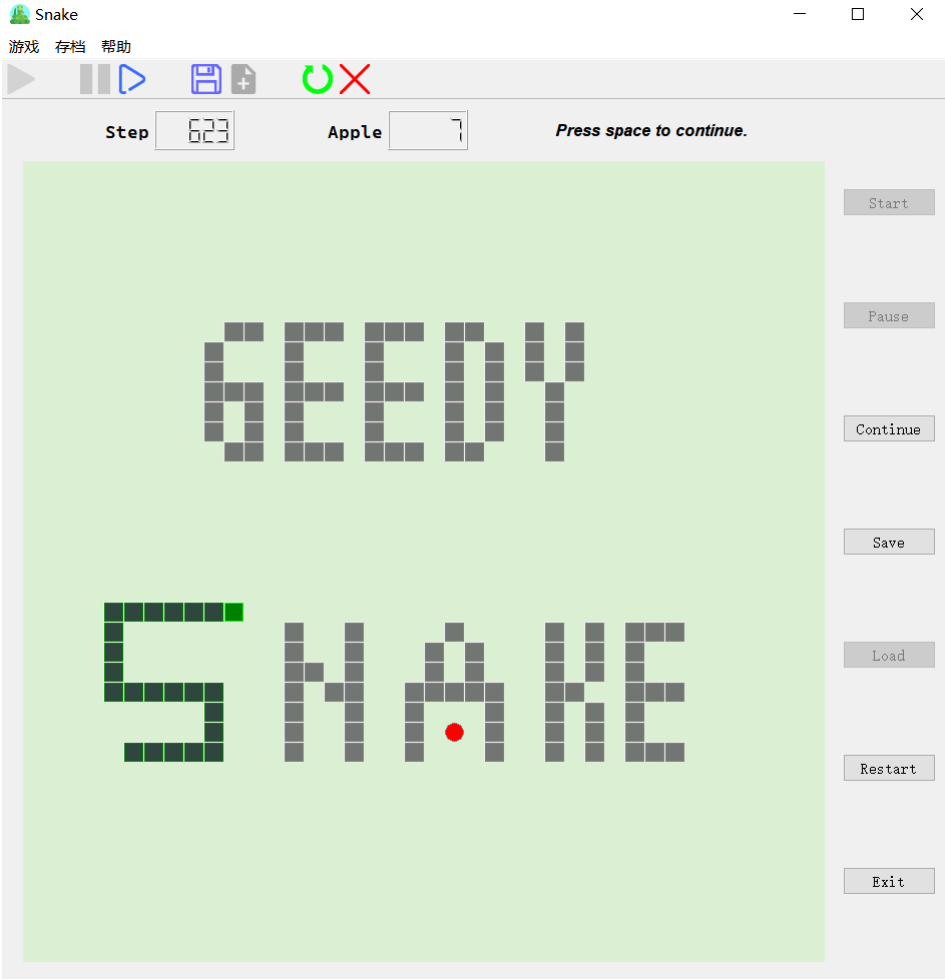 Snake
游戏 存档 帮助
Step 623 Apple 7 Press space to continue.
Start
Pause
GEEDY
Continue
Save
SNAKE
Load
Restart
Exit